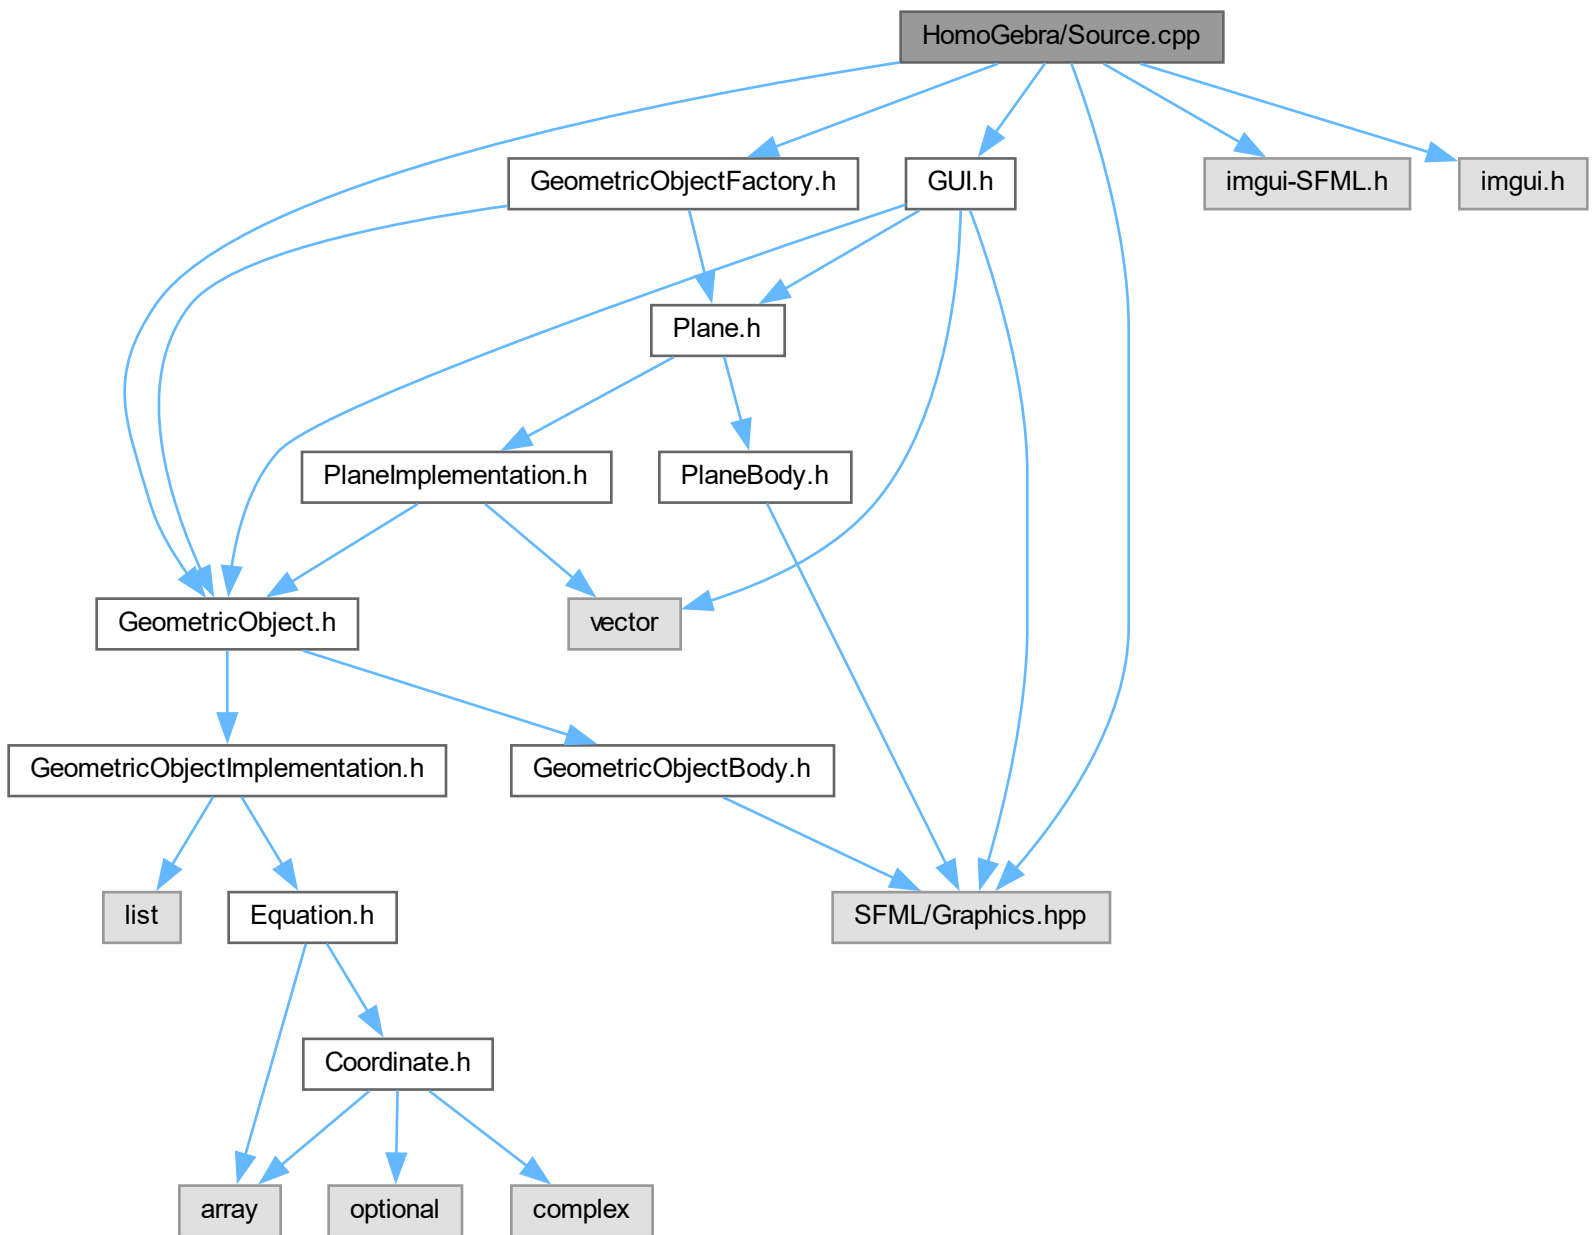 HomoGebra/Source.cpp
GeometricObjectFactory.h
GUI.h
imgui-SFML.h
imgui.h
Plane.h
PlaneImplementation.h
PlaneBody.h
GeometricObject.h
vector
GeometricObjectImplementation.h
GeometricObjectBody.h
list
Equation.h
SFML/Graphics.hpp
Coordinate.h
array
optional
complex